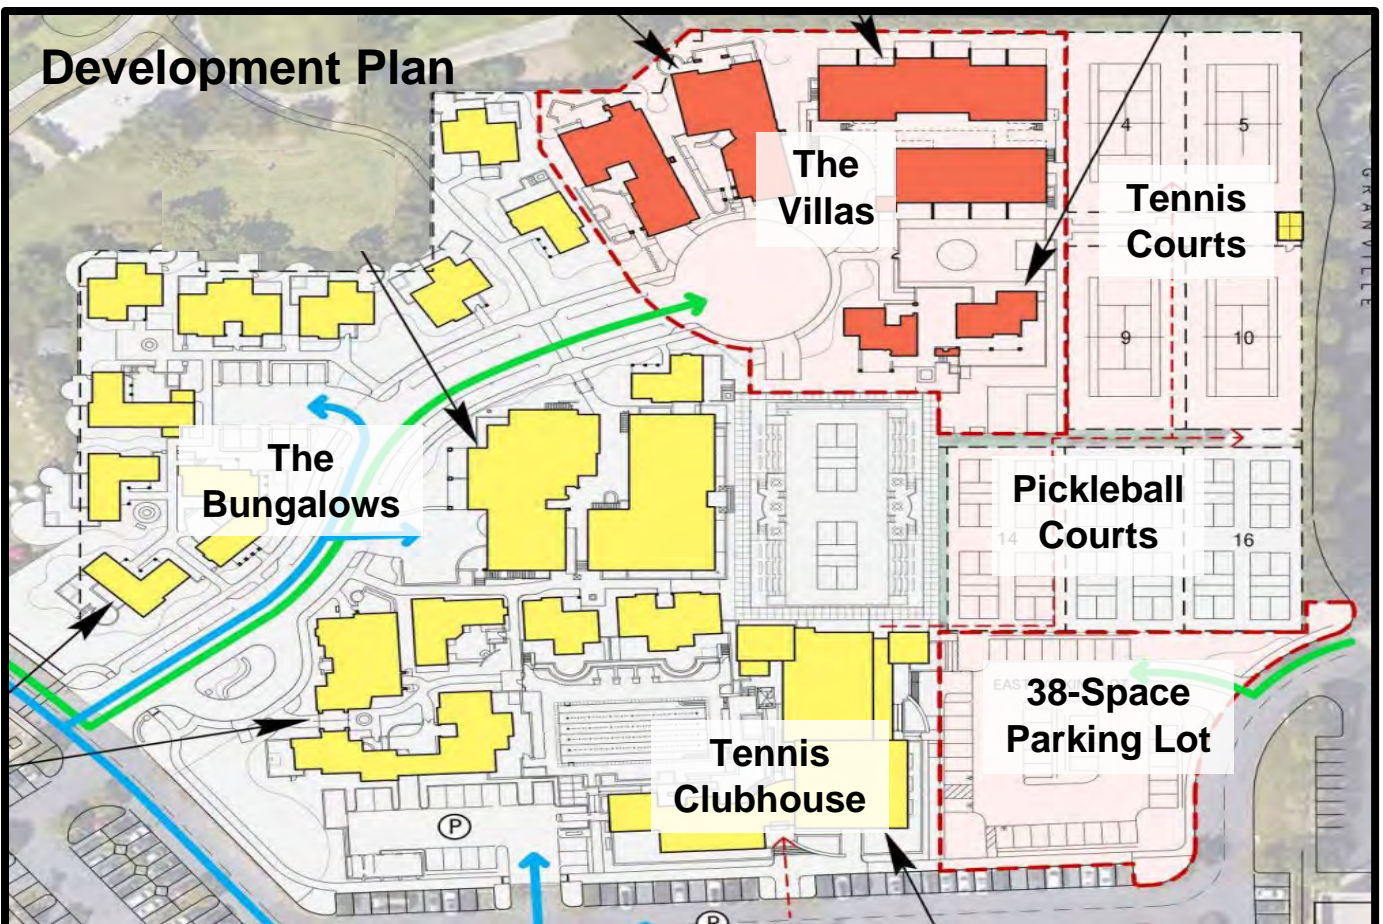 Development Plan
The
Villas
4
5
Tennis
Courts
GRANVILLE
9
10
The
Bungalows
Pickleball
Courts
14
16
38-Space
Parking Lot
Tennis
Clubhouse
P
P